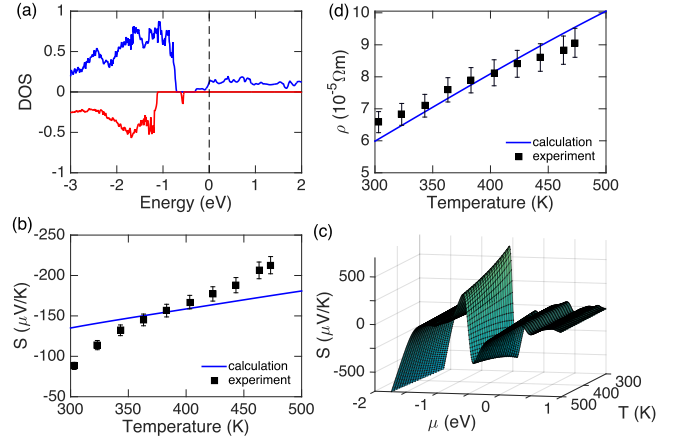 (a)
1
0.5
0
-0.5
-1
DOS
-3
-2
-1
0
1
2
Energy (eV)
(d)
10
9
8
7
6
5
ρ (10⁻⁵Ωm)
calculation
experiment
300
350
400
450
500
Temperature (K)
(b)
-250
-200
-150
-100
-50
S (μV/K)
calculation
experiment
300
350
400
450
500
Temperature (K)
(c)
500
0
-500
S (μV/K)
-2
-1
0
1
μ (eV)
300
400
500
T (K)